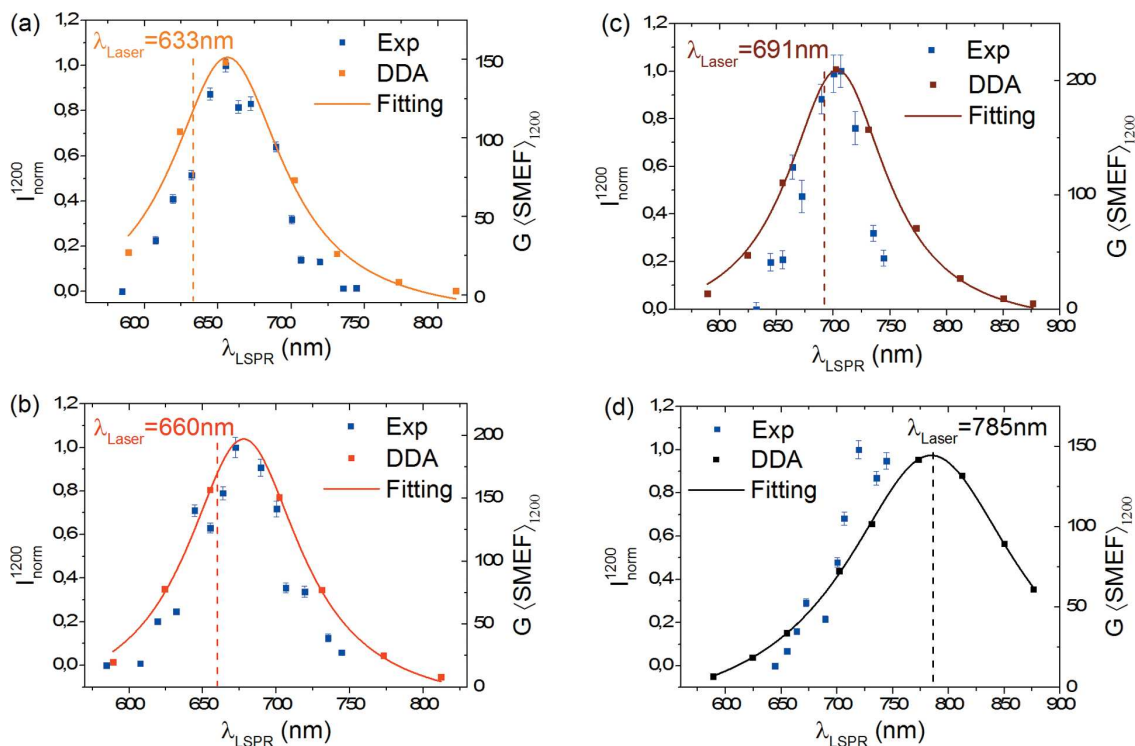 (a)
λLaser=633nm
Exp
DDA
Fitting
1,2
1,0
0,8
0,6
0,4
0,2
0,0
150
100
50
0
I1200norm
G ⟨SMEF⟩1200
600 650 700 750 800
λLSPR (nm)
(c)
λLaser=691nm
Exp
DDA
Fitting
1,2
1,0
0,8
0,6
0,4
0,2
0,0
200
100
0
I1200norm
G ⟨SMEF⟩1200
600 650 700 750 800 850 900
λLSPR (nm)
(b)
λLaser=660nm
Exp
DDA
Fitting
1,2
1,0
0,8
0,6
0,4
0,2
0,0
200
150
100
50
0
I1200norm
G ⟨SMEF⟩1200
600 650 700 750 800
λLSPR (nm)
(d)
λLaser=785nm
Exp
DDA
Fitting
1,2
1,0
0,8
0,6
0,4
0,2
0,0
150
100
50
0
I1200norm
G ⟨SMEF⟩1200
600 650 700 750 800 850 900
λLSPR (nm)